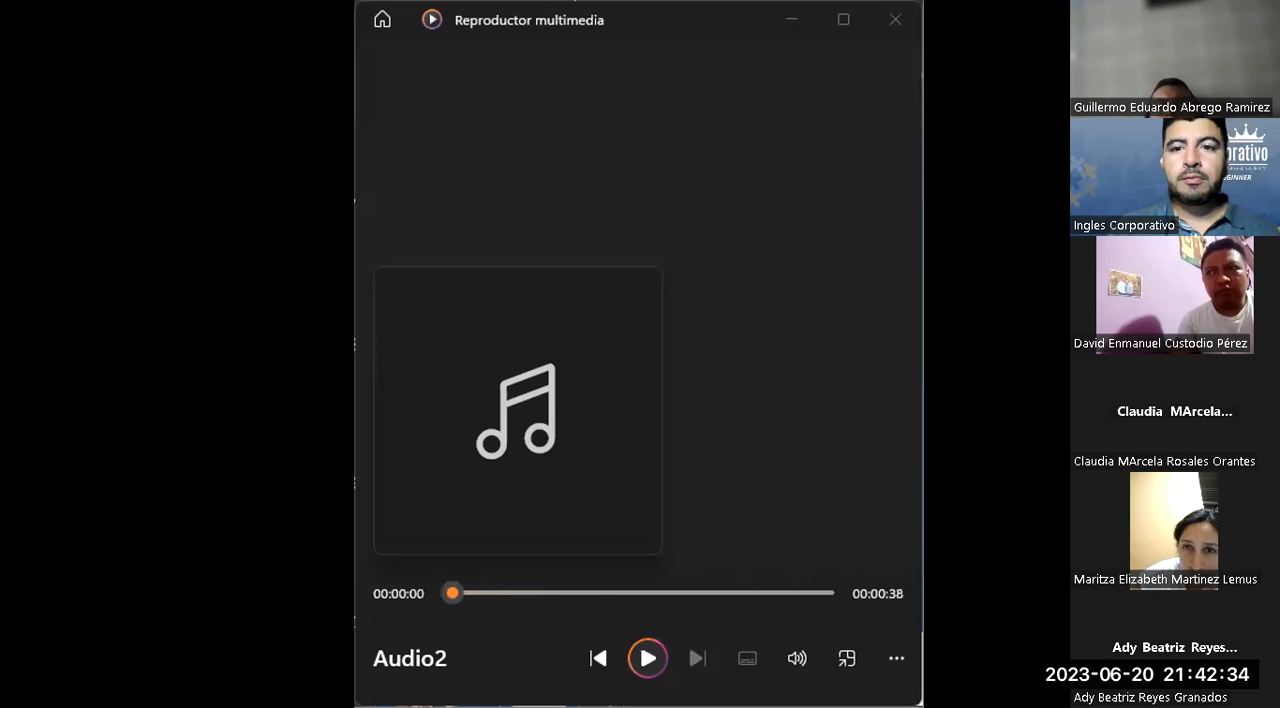 Reproductor multimedia
00:00:00
00:00:38
Audio2
Guillermo Eduardo Abrego Ramirez
orativo
GINNER
Ingles Corporativo
David Enmanuel Custodio Pérez
Claudia MArcela...
Claudia MArcela Rosales Orantes
Maritza Elizabeth Martinez Lemus
Ady Beatriz Reyes...
2023-06-20 21:42:34
Ady Beatriz Reyes Granados